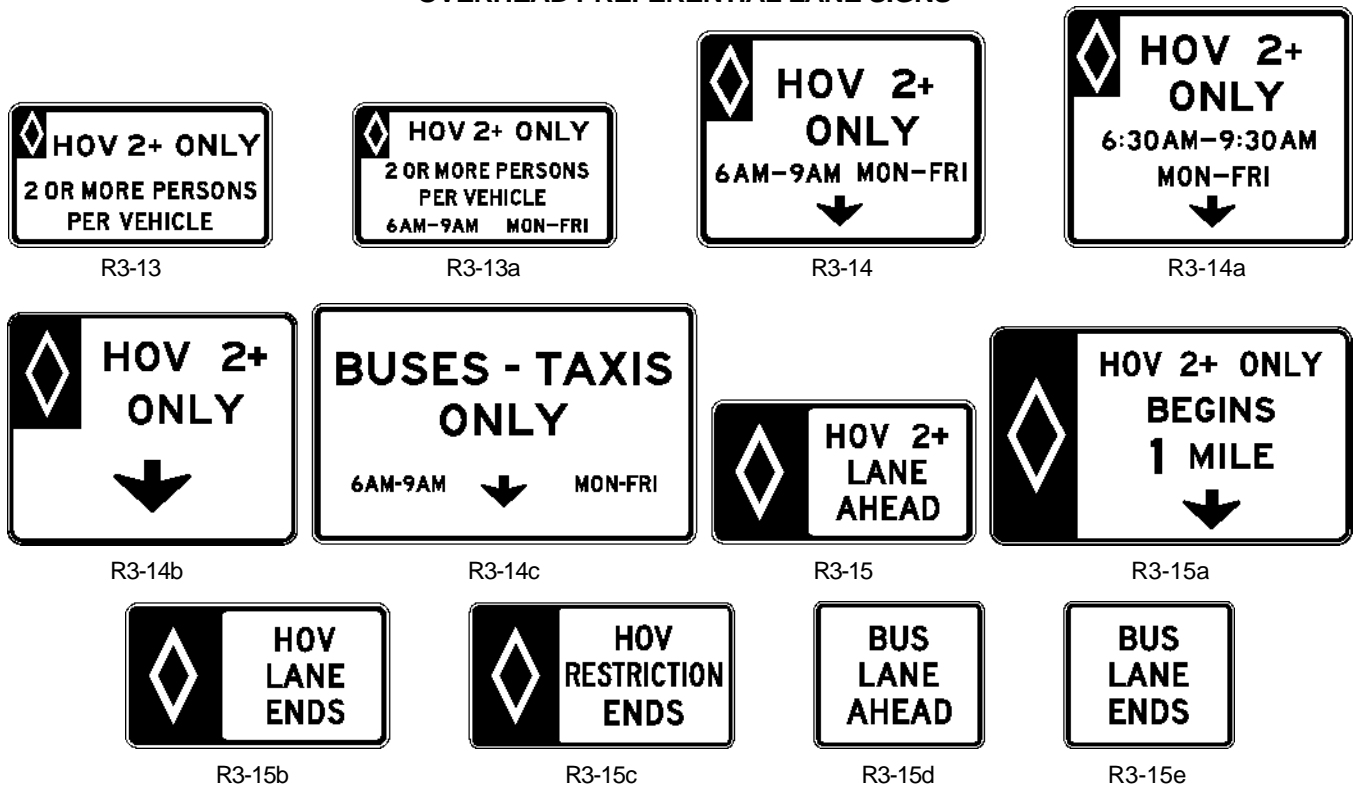 OVERHEAD PREFERENTIAL LANE SIGNS
HOV 2+ ONLY
2 OR MORE PERSONS
PER VEHICLE
R3-13
HOV 2+ ONLY
2 OR MORE PERSONS
PER VEHICLE
6AM-9AM MON-FRI
R3-13a
HOV 2+
ONLY
6AM-9AM MON-FRI
R3-14
HOV 2+
ONLY
6:30AM-9:30AM
MON-FRI
R3-14a
HOV 2+
ONLY
R3-14b
BUSES - TAXIS
ONLY
6AM-9AM MON-FRI
R3-14c
HOV 2+
LANE
AHEAD
R3-15
HOV 2+ ONLY
BEGINS
1 MILE
R3-15a
HOV
LANE
ENDS
R3-15b
HOV
RESTRICTION
ENDS
R3-15c
BUS
LANE
AHEAD
R3-15d
BUS
LANE
ENDS
R3-15e